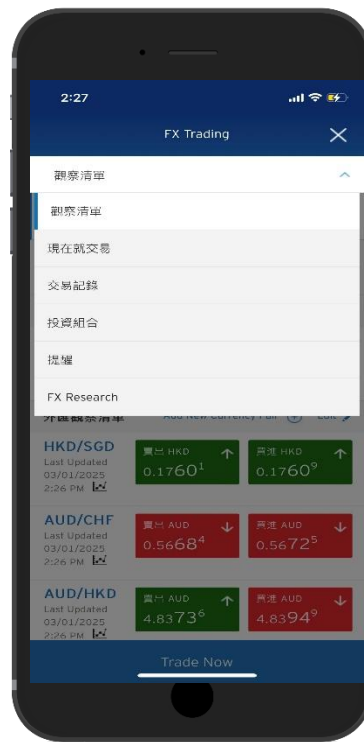 2:27
FX Trading
觀察清單
觀察清單
現在就交易
交易記錄
投資組合
提醒
FX Research
外匯觀察清單 Add New Currency Pair Edit
HKD/SGD
Last Updated
03/01/2025
2:26 PM
賣出 HKD
0.1760¹
買進 HKD
0.1760⁹
AUD/CHF
Last Updated
03/01/2025
2:26 PM
賣出 AUD
0.5668⁴
買進 AUD
0.5672⁵
AUD/HKD
Last Updated
03/01/2025
2:26 PM
賣出 AUD
4.8373⁶
買進 AUD
4.8394⁹
Trade Now